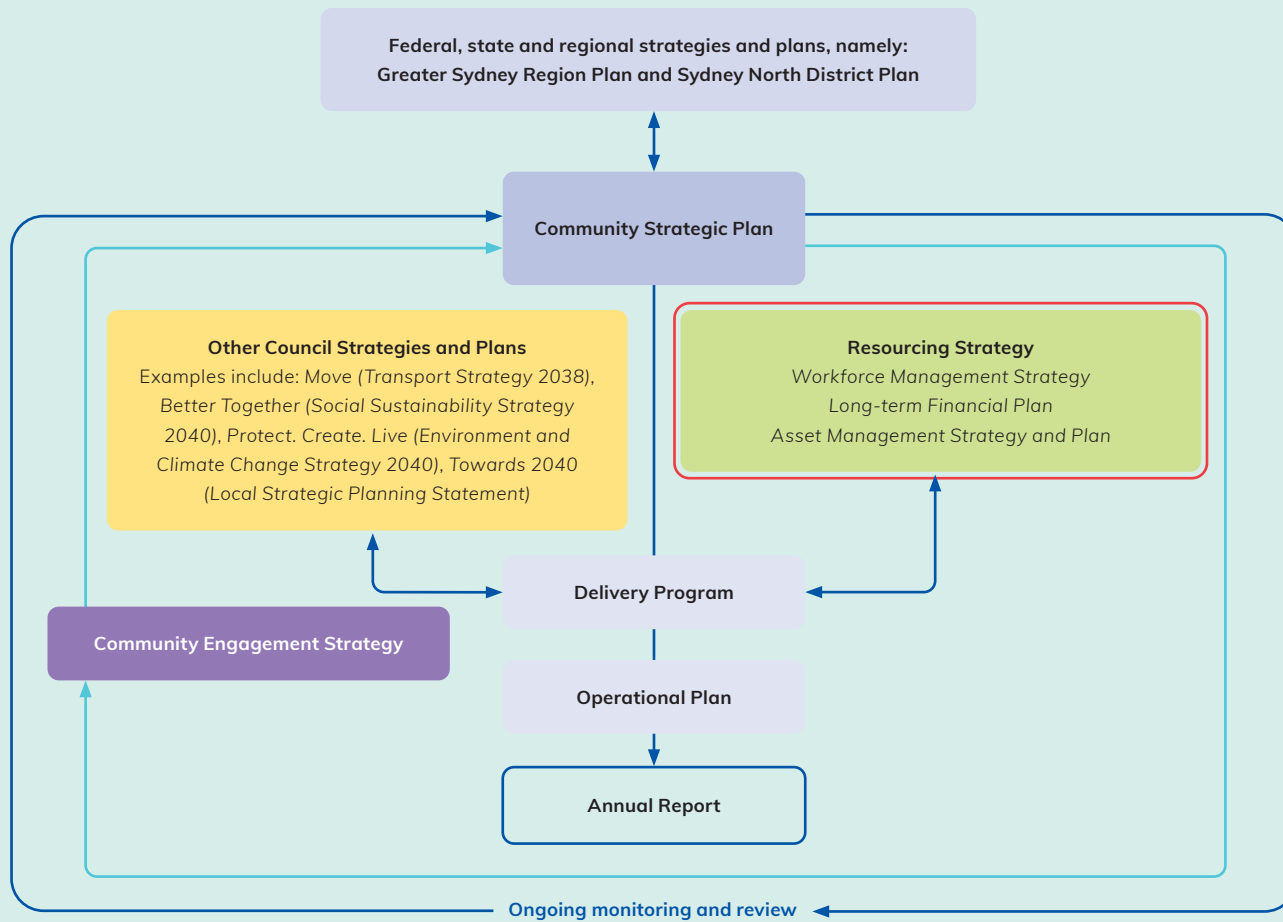 Federal, state and regional strategies and plans, namely:
Greater Sydney Region Plan and Sydney North District Plan
Community Strategic Plan
Other Council Strategies and Plans
Examples include: Move (Transport Strategy 2038),
Better Together (Social Sustainability Strategy
2040), Protect. Create. Live (Environment and
Climate Change Strategy 2040), Towards 2040
(Local Strategic Planning Statement)
Resourcing Strategy
Workforce Management Strategy
Long-term Financial Plan
Asset Management Strategy and Plan
Delivery Program
Community Engagement Strategy
Operational Plan
Annual Report
Ongoing monitoring and review